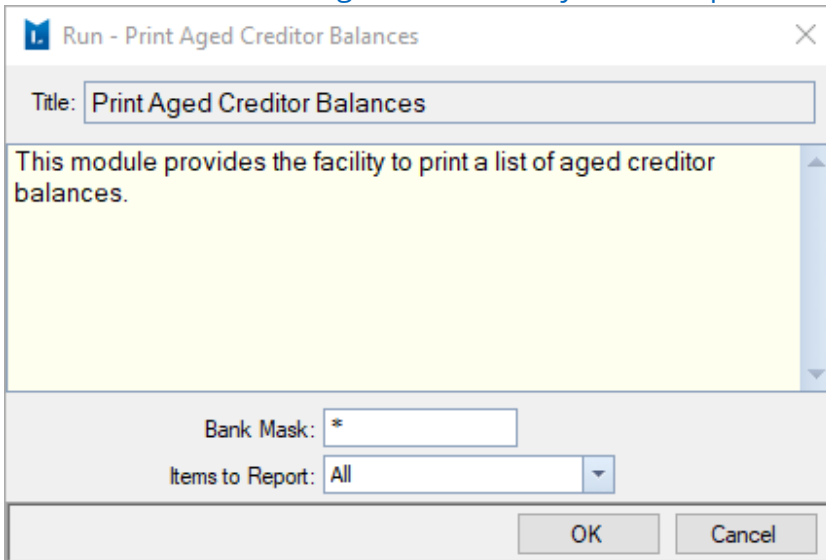 Run - Print Aged Creditor Balances
Title: Print Aged Creditor Balances
This module provides the facility to print a list of aged creditor
balances.
Bank Mask: *
Items to Report: All
OK Cancel